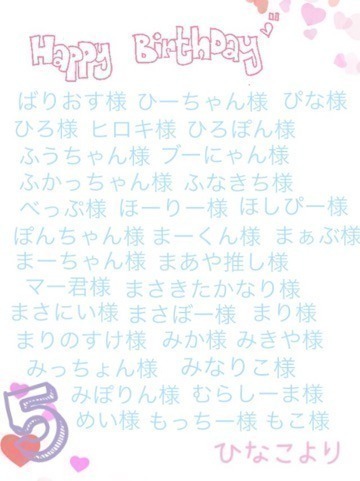 Happy Birthday
ばりおす様 ひーちゃん様 ぴな様
ひろ様 ヒロキ様 ひろぽん様
ふうちゃん様 ブーにゃん様
ふかっちゃん様 ふなきち様
べっぷ様 ほーりー様 ほしぴー様
ぽんちゃん様 まーくん様 まぁぶ様
まーちゃん様 まあや推し様
マー君様 まさきたかなり様
まさにい様 まさぼー様 まり様
まりのすけ様 みか様 みきや様
みっちょん様 みなりこ様
みぽりん様 むらしーま様
めい様 もっちー様 もこ様
5
ひなこより